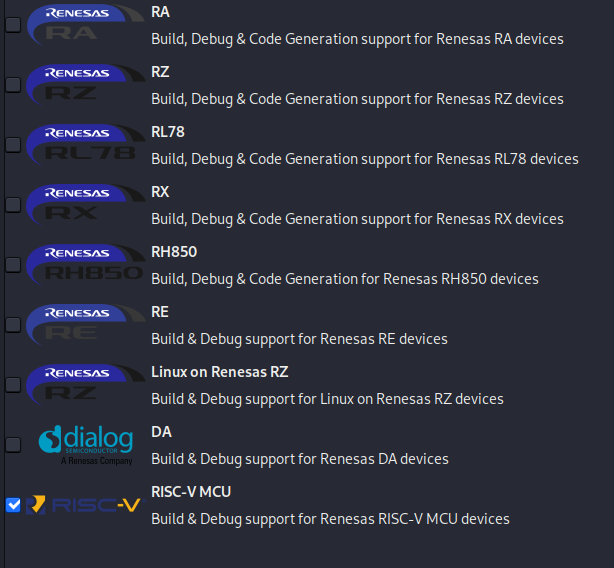 RENESAS
RA
RA
Build, Debug & Code Generation support for Renesas RA devices
RENESAS
RZ
RZ
Build, Debug & Code Generation support for Renesas RZ devices
RENESAS
RL78
RL78
Build, Debug & Code Generation support for Renesas RL78 devices
RENESAS
RX
RX
Build, Debug & Code Generation support for Renesas RX devices
RENESAS
RH850
RH850
Build, Debug & Code Generation for Renesas RH850 devices
RENESAS
RE
RE
Build & Debug support for Renesas RE devices
RENESAS
RZ
Linux on Renesas RZ
Build & Debug support for Linux on Renesas RZ devices
dialog
SEMICONDUCTOR
A Renesas Company
DA
Build & Debug support for Renesas DA devices
RISC-V
RISC-V MCU
Build & Debug support for Renesas RISC-V MCU devices